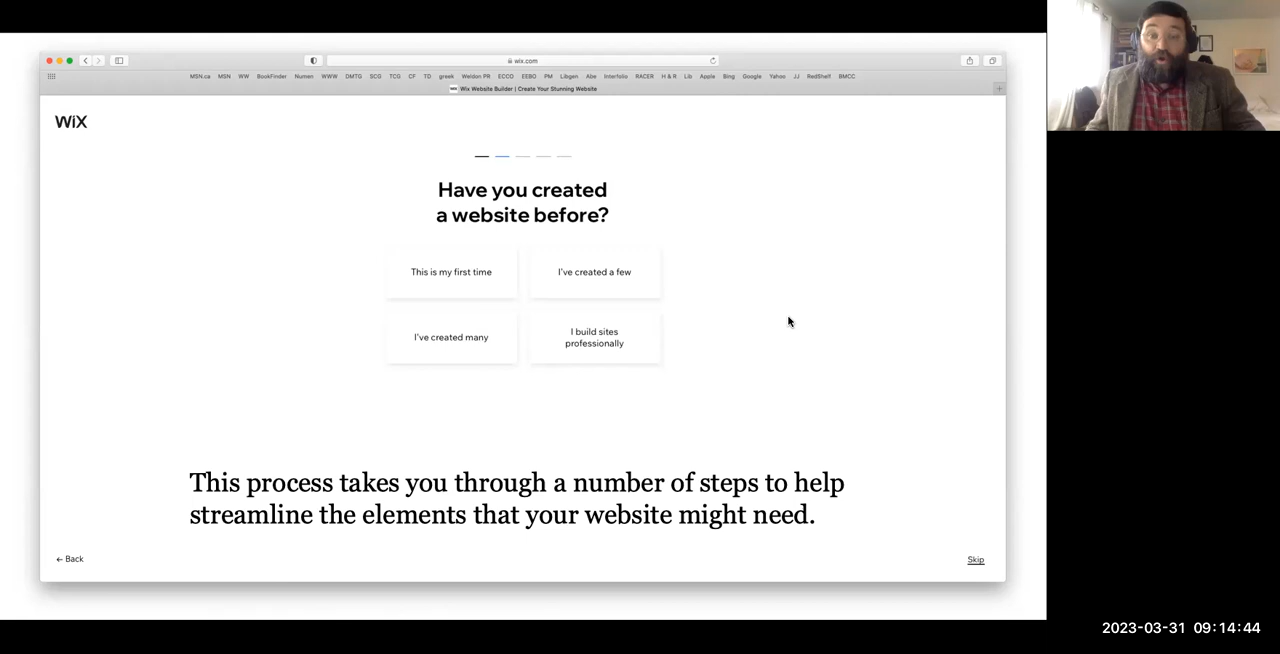 wix.com
MSN.ca MSN WW BookFinder Numen WWW DMTG SCG TCG CF TD greek Weldon PR ECCO EEBO PM Libgen Abe Interfolio RACER H & R Lib Apple Bing Google Yahoo JJ RedShelf BMCC
WIX Wix Website Builder | Create Your Stunning Website
WiX
Have you created
a website before?
This is my first time
I've created a few
I've created many
I build sites
professionally
This process takes you through a number of steps to help
streamline the elements that your website might need.
← Back
Skip
2023-03-31 09:14:44